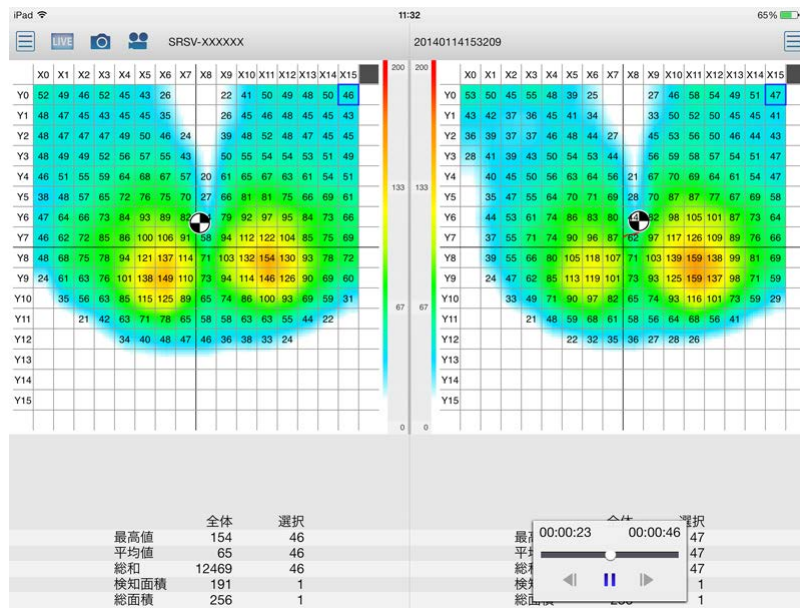 iPad 11:32 65%
LIVE SRSV-XXXXXX 20140114153209
X0 X1 X2 X3 X4 X5 X6 X7 X8 X9 X10 X11 X12 X13 X14 X15 200 200 X0 X1 X2 X3 X4 X5 X6 X7 X8 X9 X10 X11 X12 X13 X14 X15
Y0 52 49 46 52 45 43 26 22 41 50 49 48 50 46 Y0 53 50 45 55 48 39 25 27 46 58 54 49 51 47
Y1 48 47 45 43 45 46 35 26 45 46 48 45 45 43 Y1 43 42 37 36 45 41 34 33 50 52 50 45 45 41
Y2 48 47 47 47 49 50 46 24 39 48 52 48 47 45 45 Y2 36 39 37 37 46 48 44 27 45 53 56 50 46 44 43
Y3 48 49 49 52 56 57 55 43 50 55 54 54 53 51 49 Y3 28 41 39 43 50 54 53 44 56 59 58 57 54 51 47
133 133
Y4 46 51 55 59 64 68 67 57 20 61 65 67 63 61 54 51 Y4 40 45 50 56 63 64 56 21 67 70 69 64 61 54 47
Y5 38 48 57 65 72 76 75 70 27 66 81 81 75 66 69 61 Y5 47 55 64 70 71 69 28 70 87 87 77 67 69 58
Y6 47 64 66 73 84 93 89 82 79 92 97 95 84 73 66 Y6 44 53 61 74 86 83 80 82 98 105 101 87 73 64
Y7 46 62 72 85 86 100 106 91 58 94 112 122 104 85 75 69 Y7 37 55 71 74 90 96 87 62 97 117 126 109 89 76 66
Y8 48 68 75 78 94 121 137 114 71 103 132 154 130 93 78 72 Y8 39 55 66 80 105 118 107 71 103 139 159 138 99 81 69
Y9 24 61 63 76 101 138 149 110 73 95 114 146 126 90 69 60 Y9 24 47 62 85 113 119 101 73 93 125 159 137 98 71 59
67 67
Y10 35 56 63 85 115 125 89 65 74 86 100 93 69 59 31 Y10 33 49 71 90 97 82 65 74 93 116 101 73 59 29
Y11 21 42 63 71 78 65 58 58 63 63 55 44 22 Y11 21 48 59 68 61 58 56 64 68 56 41
Y12 34 40 48 47 46 36 38 33 24 Y12 22 32 35 36 27 28 26
Y13 Y13
Y14 Y14
Y15 Y15
0 0
全体 選択 全体 選択
最高値 154 46 47
平均値 65 46 47
総和 12469 46 47
検知面積 191 1 1
総面積 256 1 1
00:00:23 00:00:46